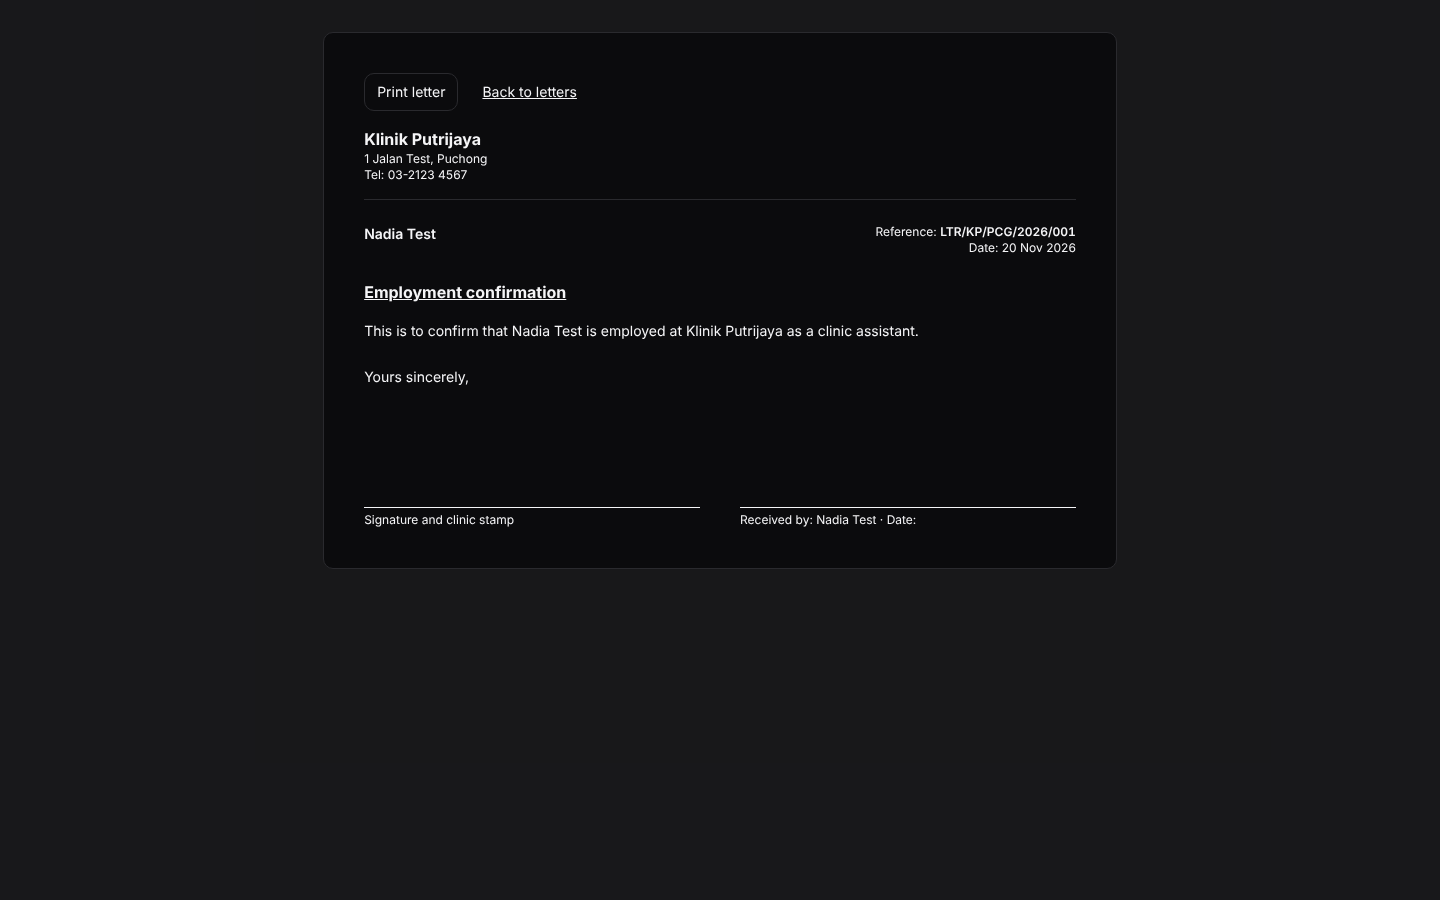 Print letter
Back to letters
Klinik Putrijaya
1 Jalan Test, Puchong
Tel: 03-2123 4567
Nadia Test
Reference: LTR/KP/PCG/2026/001
Date: 20 Nov 2026
Employment confirmation
This is to confirm that Nadia Test is employed at Klinik Putrijaya as a clinic assistant.
Yours sincerely,
Signature and clinic stamp
Received by: Nadia Test · Date: